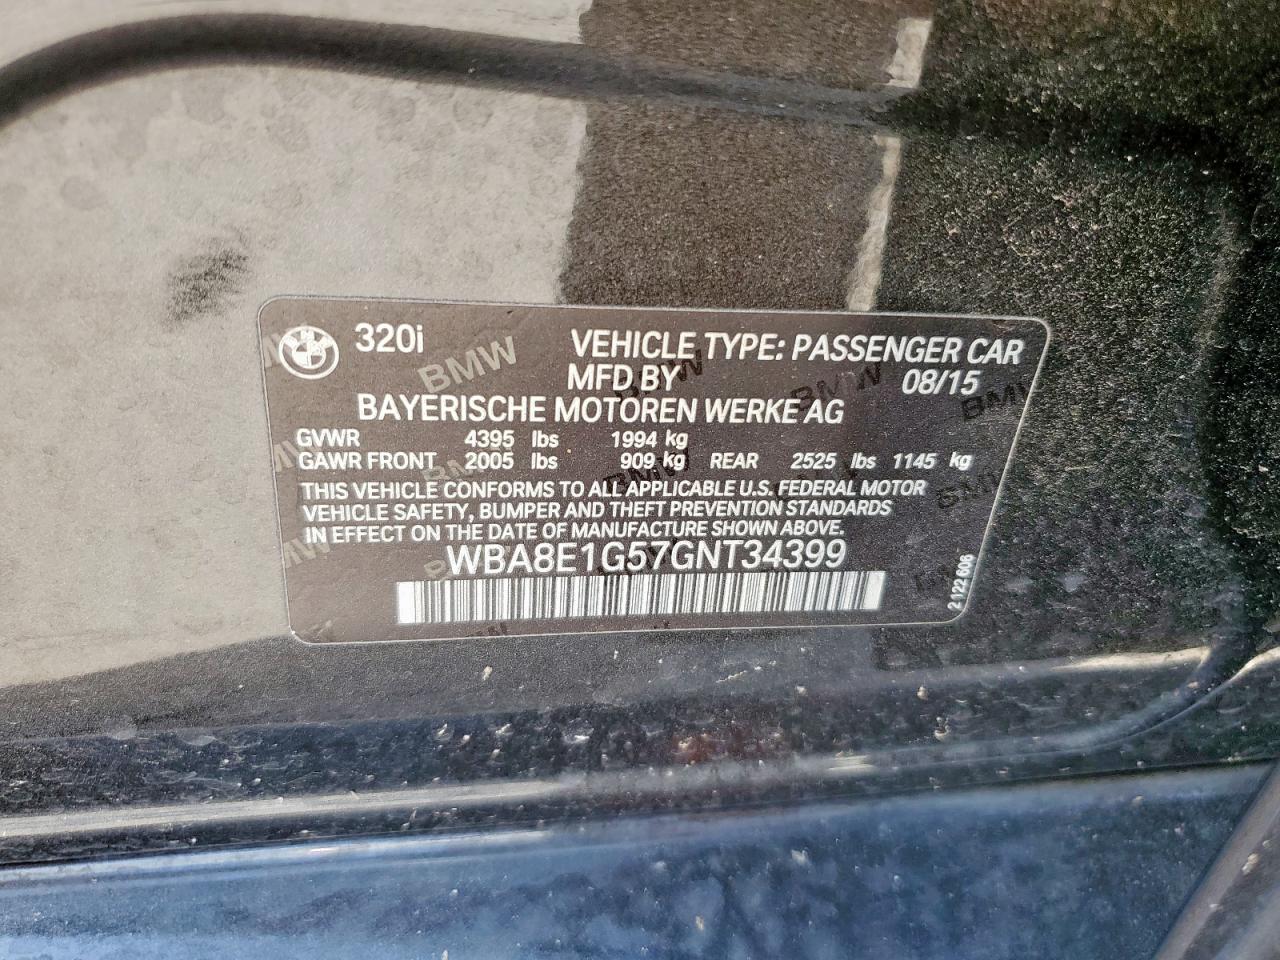 320i VEHICLE TYPE: PASSENGER CAR
MFD BY 08/15
BAYERISCHE MOTOREN WERKE AG
GVWR 4395 lbs 1994 kg
GAWR FRONT 2005 lbs 909 kg REAR 2525 lbs 1145 kg
THIS VEHICLE CONFORMS TO ALL APPLICABLE U.S. FEDERAL MOTOR
VEHICLE SAFETY, BUMPER AND THEFT PREVENTION STANDARDS
IN EFFECT ON THE DATE OF MANUFACTURE SHOWN ABOVE.
WBA8E1G57GNT34399
2 122 606